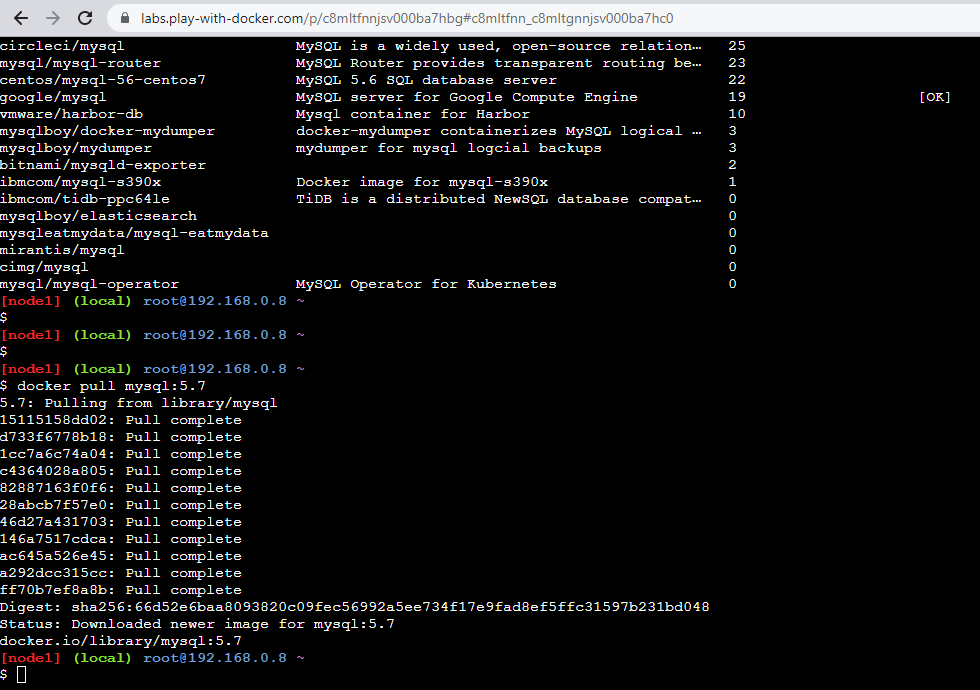 labs.play-with-docker.com/p/c8mltfnnjsv000ba7hbg#c8mltfnn_c8mltgnnjsv000ba7hc0
circleci/mysql MySQL is a widely used, open-source relation… 25
mysql/mysql-router MySQL Router provides transparent routing be… 23
centos/mysql-56-centos7 MySQL 5.6 SQL database server 22
google/mysql MySQL server for Google Compute Engine 19 [OK]
vmware/harbor-db Mysql container for Harbor 10
mysqlboy/docker-mydumper docker-mydumper containerizes MySQL logical … 3
mysqlboy/mydumper mydumper for mysql logcial backups 3
bitnami/mysqld-exporter 2
ibmcom/mysql-s390x Docker image for mysql-s390x 1
ibmcom/tidb-ppc64le TiDB is a distributed NewSQL database compat… 0
mysqlboy/elasticsearch 0
mysqleatmydata/mysql-eatmydata 0
mirantis/mysql 0
cimg/mysql 0
mysql/mysql-operator MySQL Operator for Kubernetes 0
[node1] (local) root@192.168.0.8 ~
$
[node1] (local) root@192.168.0.8 ~
$
[node1] (local) root@192.168.0.8 ~
$ docker pull mysql:5.7
5.7: Pulling from library/mysql
15115158dd02: Pull complete
d733f6778b18: Pull complete
1cc7a6c74a04: Pull complete
c4364028a805: Pull complete
82887163f0f6: Pull complete
28abcb7f57e0: Pull complete
46d27a431703: Pull complete
146a7517cdca: Pull complete
ac645a526e45: Pull complete
a292dcc315cc: Pull complete
ff70b7ef8a8b: Pull complete
Digest: sha256:66d52e6baa8093820c09fec56992a5ee734f17e9fad8ef5ffc31597b231bd048
Status: Downloaded newer image for mysql:5.7
docker.io/library/mysql:5.7
[node1] (local) root@192.168.0.8 ~
$